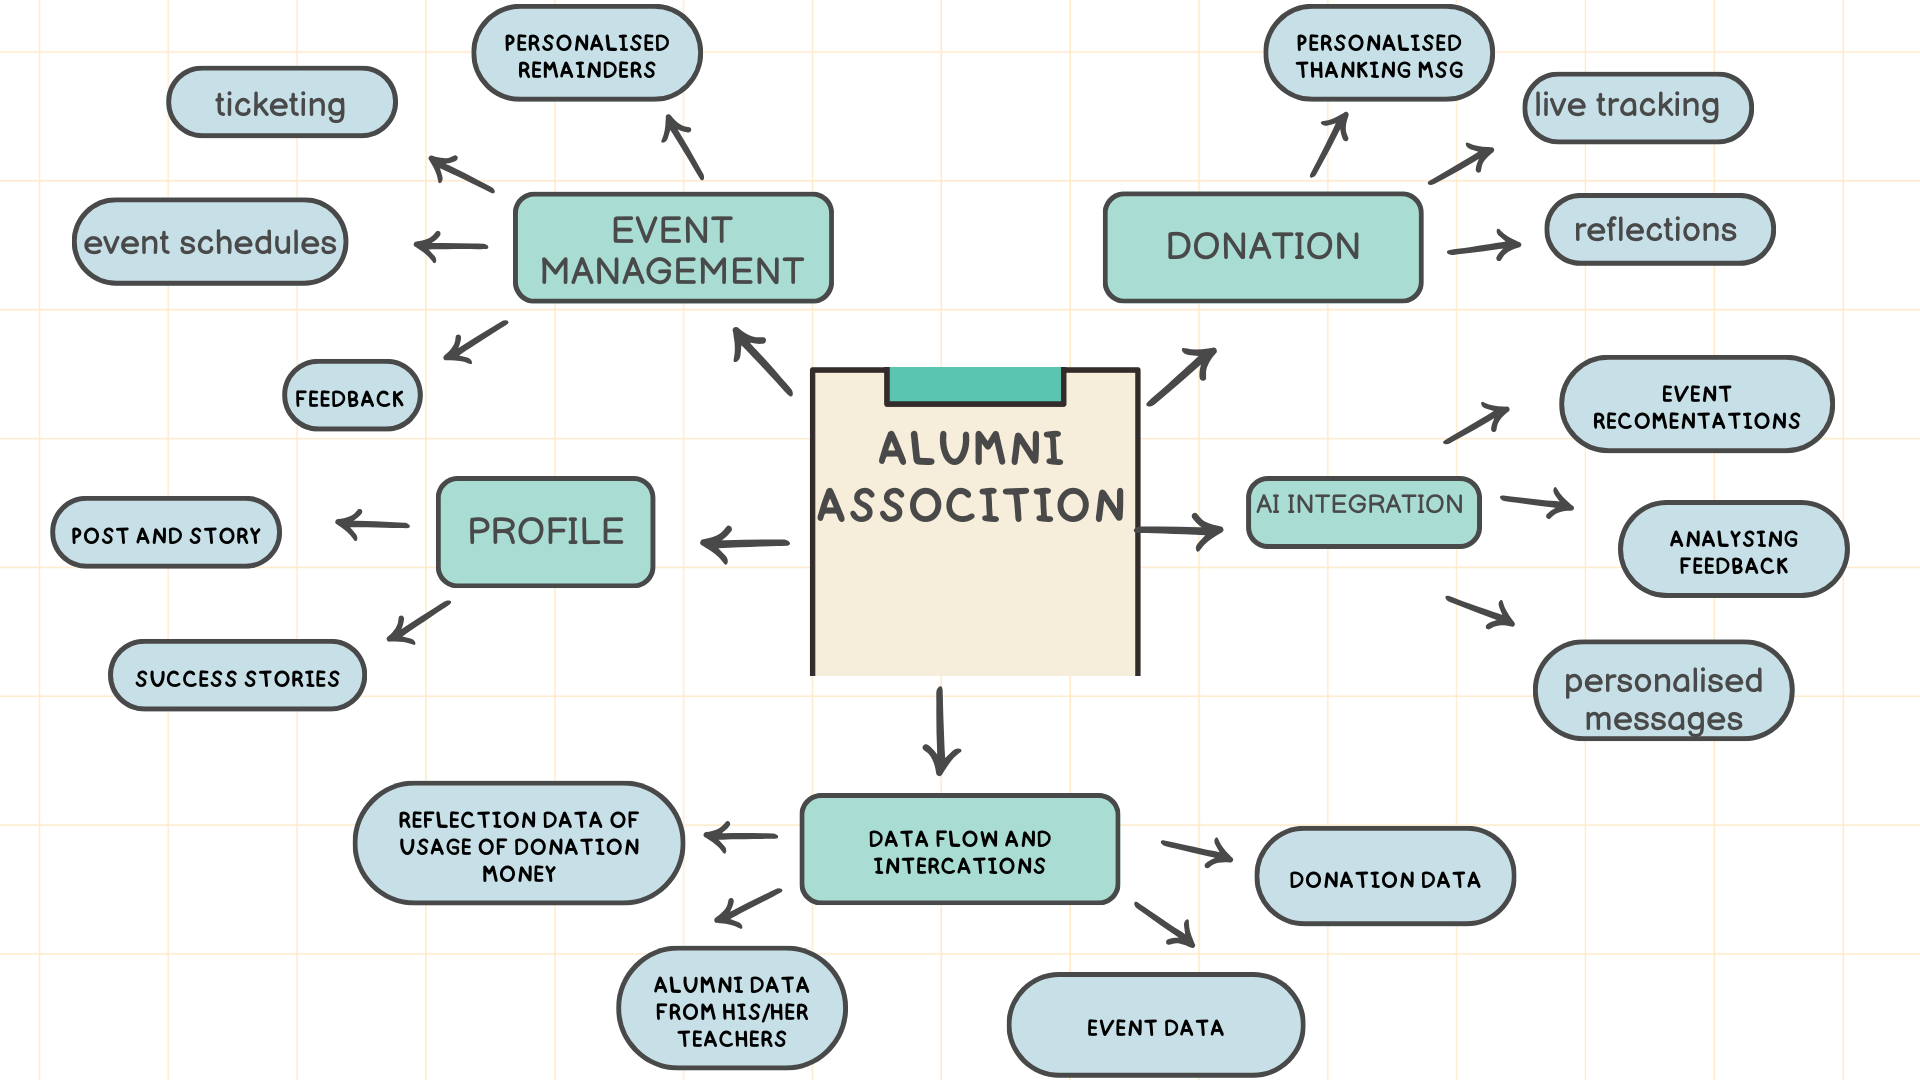 PERSONALISED
REMAINDERS
PERSONALISED
THANKING MSG
ticketing
live tracking
event schedules
EVENT
MANAGEMENT
DONATION
reflections
FEEDBACK
ALUMNI
ASSOCITION
EVENT
RECOMENTATIONS
POST AND STORY
PROFILE
AI INTEGRATION
ANALYSING
FEEDBACK
SUCCESS STORIES
personalised
messages
REFLECTION DATA OF
USAGE OF DONATION
MONEY
DATA FLOW AND
INTERCATIONS
DONATION DATA
ALUMNI DATA
FROM HIS/HER
TEACHERS
EVENT DATA